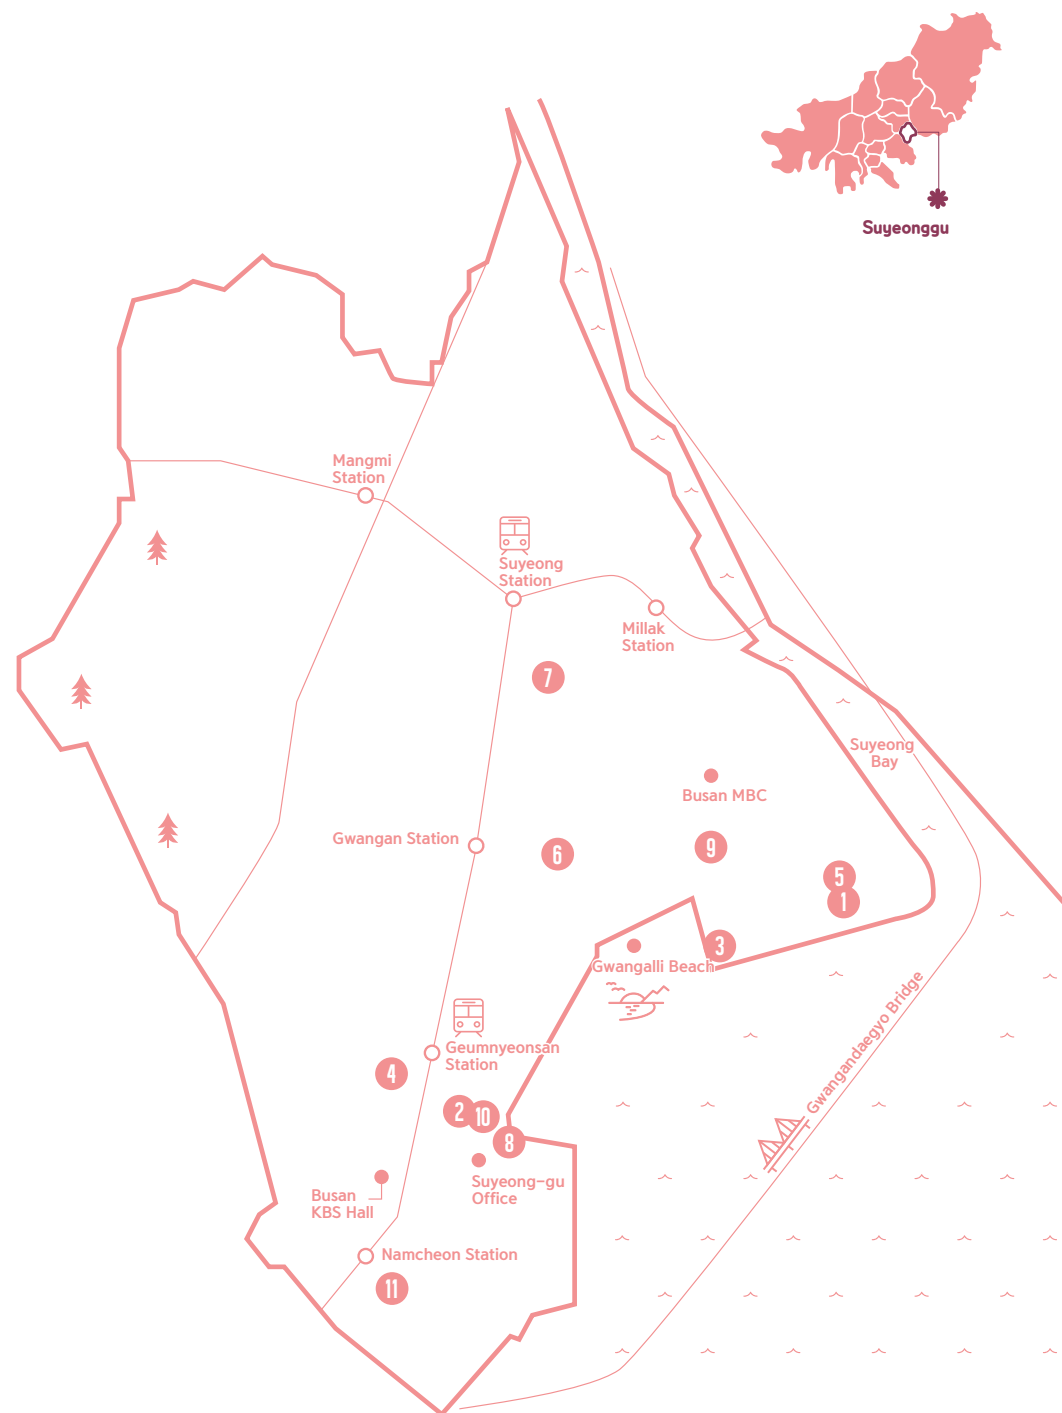 Suyeonggu
Mangmi
Station
Suyeong
Station
Millak
Station
7
Suyeong
Bay
Busan MBC
Gwangan Station
6
9
5
1
3
Gwangalli Beach
Gwangandaegyo Bridge
Geumnyeonsan
Station
4
2
10
8
Suyeong-gu
Office
Busan
KBS Hall
Namcheon Station
11